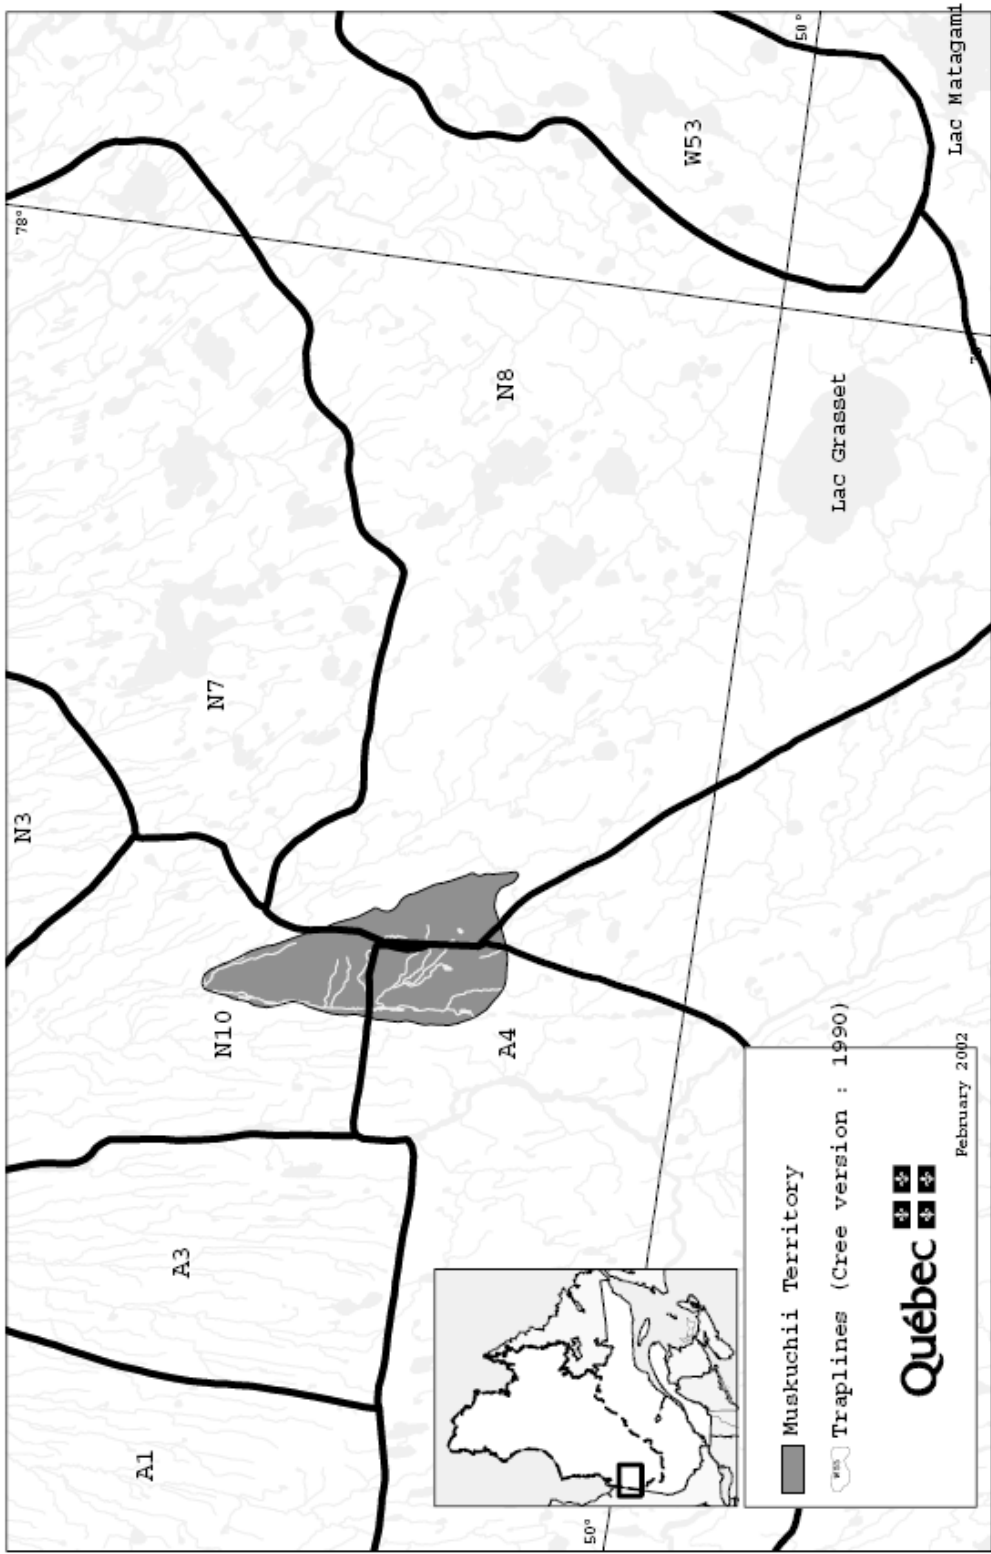 N3
78°
A1
A3
N10
N7
A4
N8
50°
W53
50°
Lac Grasset
Lac Matagami
Muskuchii Territory
Traplines (Cree version : 1990)
Québec
February 2002